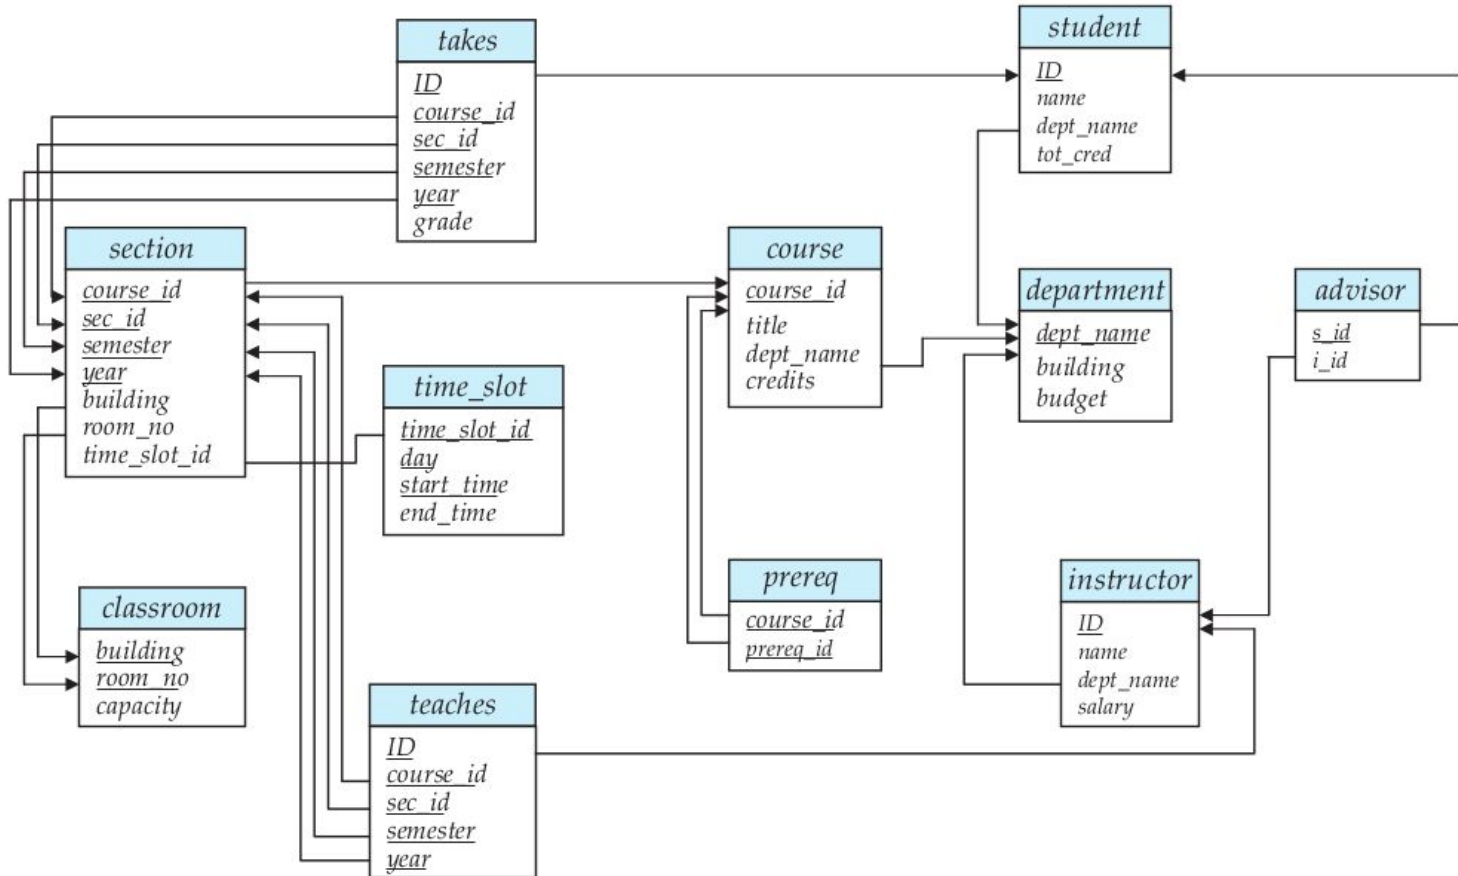 takes
ID
course_id
sec_id
semester
year
grade
student
ID
name
dept_name
tot_cred
section
course_id
sec_id
semester
year
building
room_no
time_slot_id
time_slot
time_slot_id
day
start_time
end_time
course
course_id
title
dept_name
credits
department
dept_name
building
budget
advisor
s_id
i_id
classroom
building
room_no
capacity
prereq
course_id
prereq_id
instructor
ID
name
dept_name
salary
teaches
ID
course_id
sec_id
semester
year